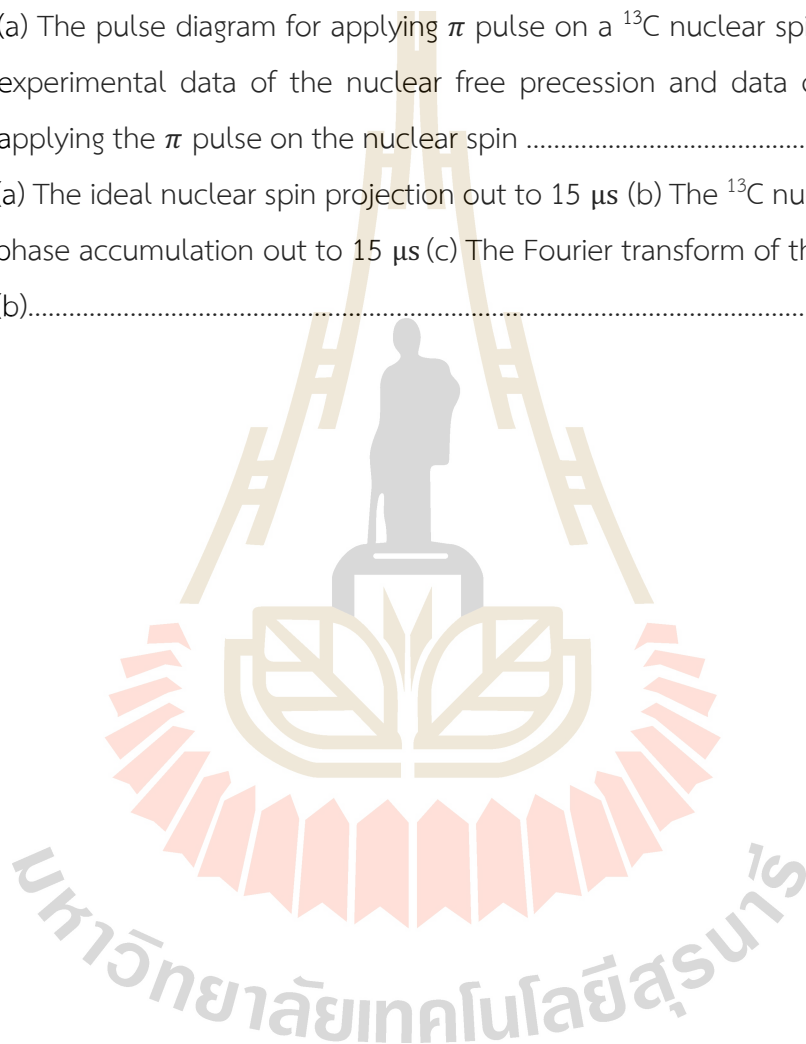 (a) The pulse diagram for applying π pulse on a ¹³C nuclear spi
experimental data of the nuclear free precession and data
applying the π pulse on the nuclear spin ........................................
(a) The ideal nuclear spin projection out to 15 μs (b) The ¹³C nu
phase accumulation out to 15 μs (c) The Fourier transform of th
(b)....................................................................................................................................
มหาวิทยาลัยเทคโนโลยีสุรนารี